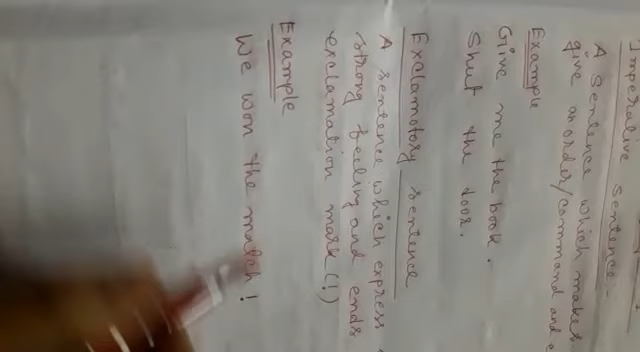 Imperative Sentence:-
A Sentence which makes
give an order/command and
Example
Give me the book.
Shut the door.
Exclamotory sentence
A sentence which express
strong feeling and ends
exclamation mark(!)
Example
We won the match!